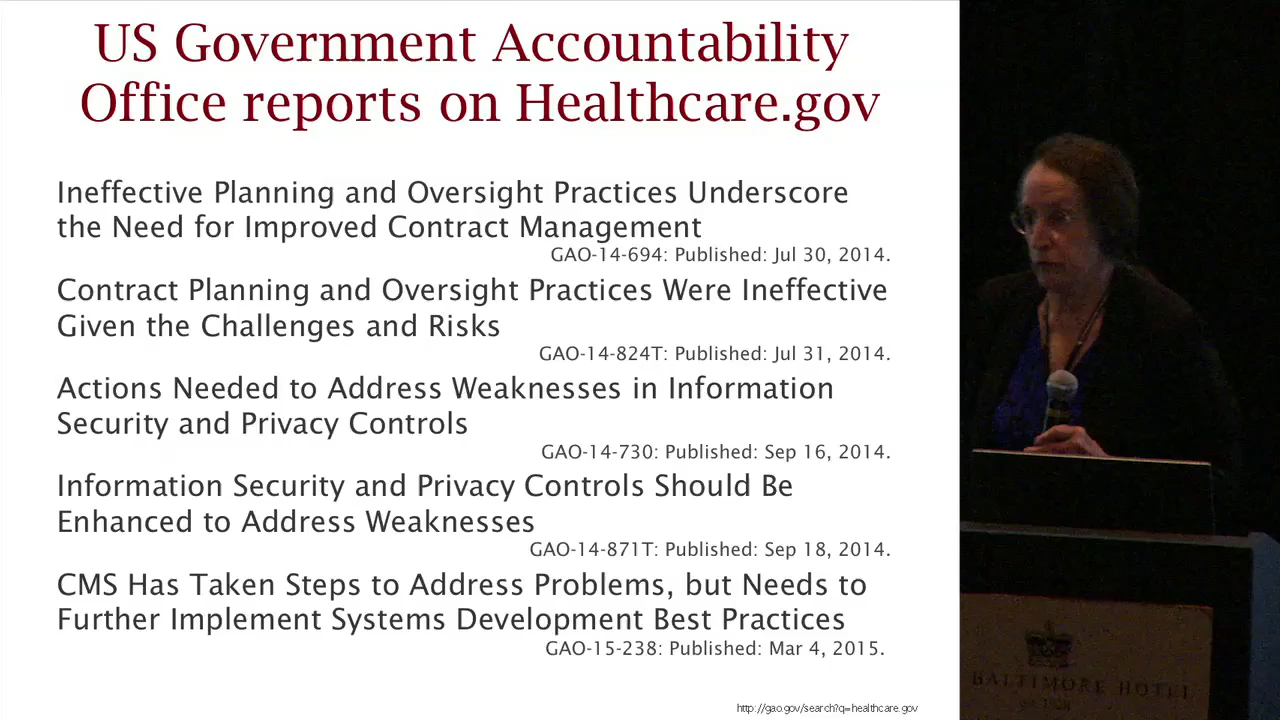 US Government Accountability
Office reports on Healthcare.gov
Ineffective Planning and Oversight Practices Underscore
the Need for Improved Contract Management
GAO-14-694: Published: Jul 30, 2014.
Contract Planning and Oversight Practices Were Ineffective
Given the Challenges and Risks
GAO-14-824T: Published: Jul 31, 2014.
Actions Needed to Address Weaknesses in Information
Security and Privacy Controls
GAO-14-730: Published: Sep 16, 2014.
Information Security and Privacy Controls Should Be
Enhanced to Address Weaknesses
GAO-14-871T: Published: Sep 18, 2014.
CMS Has Taken Steps to Address Problems, but Needs to
Further Implement Systems Development Best Practices
GAO-15-238: Published: Mar 4, 2015.
http://gao.gov/search?q=healthcare.gov
BALTIMORE HOTEL